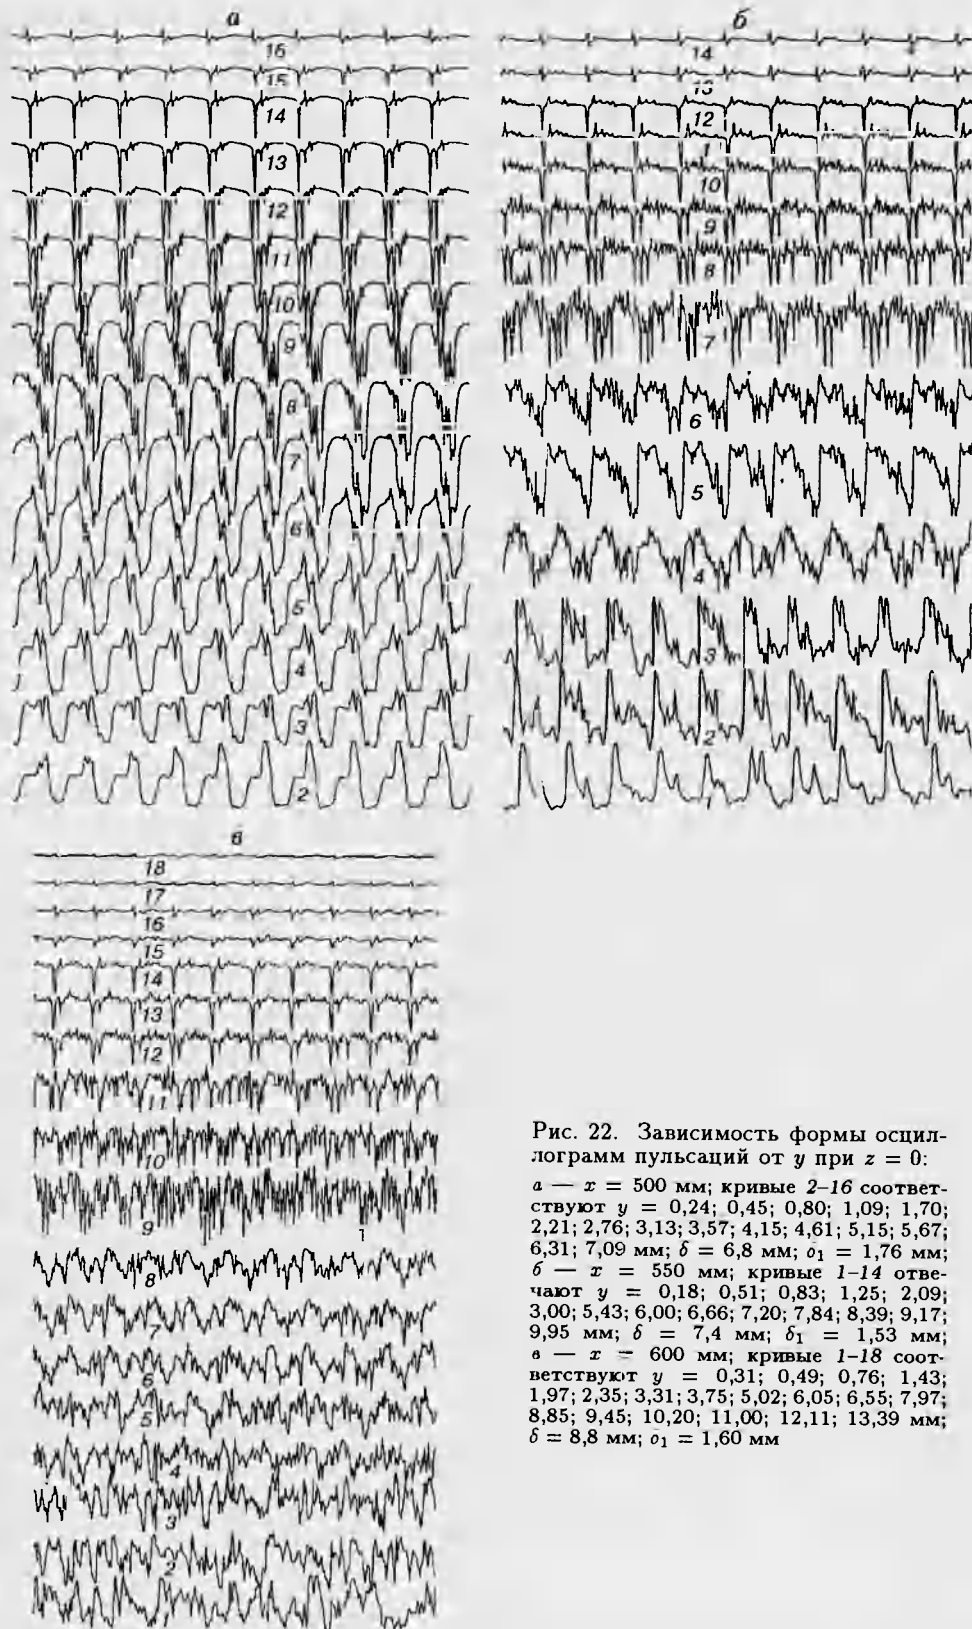 а
16
15
14
13
12
11
10
9
8
7
6
5
4
3
2
б
14
13
12
1
10
9
8
7
6
5
4
3
2
1
в
18
17
16
15
14
13
12
11
10
9
8
7
6
5
4
3
2
1
Рис. 22. Зависимость формы осцил-
лограмм пульсаций от y при z = 0:
а — x = 500 мм; кривые 2–16 соответ-
ствуют y = 0,24; 0,45; 0,80; 1,09; 1,70;
2,21; 2,76; 3,13; 3,57; 4,15; 4,61; 5,15; 5,67;
6,31; 7,09 мм; δ = 6,8 мм; δ₁ = 1,76 мм;
б — x = 550 мм; кривые 1–14 отве-
чают y = 0,18; 0,51; 0,83; 1,25; 2,09;
3,00; 5,43; 6,00; 6,66; 7,20; 7,84; 8,39; 9,17;
9,95 мм; δ = 7,4 мм; δ₁ = 1,53 мм;
в — x = 600 мм; кривые 1–18 соот-
ветствуют y = 0,31; 0,49; 0,76; 1,43;
1,97; 2,35; 3,31; 3,75; 5,02; 6,05; 6,55; 7,97;
8,85; 9,45; 10,20; 11,00; 12,11; 13,39 мм;
δ = 8,8 мм; δ₁ = 1,60 мм